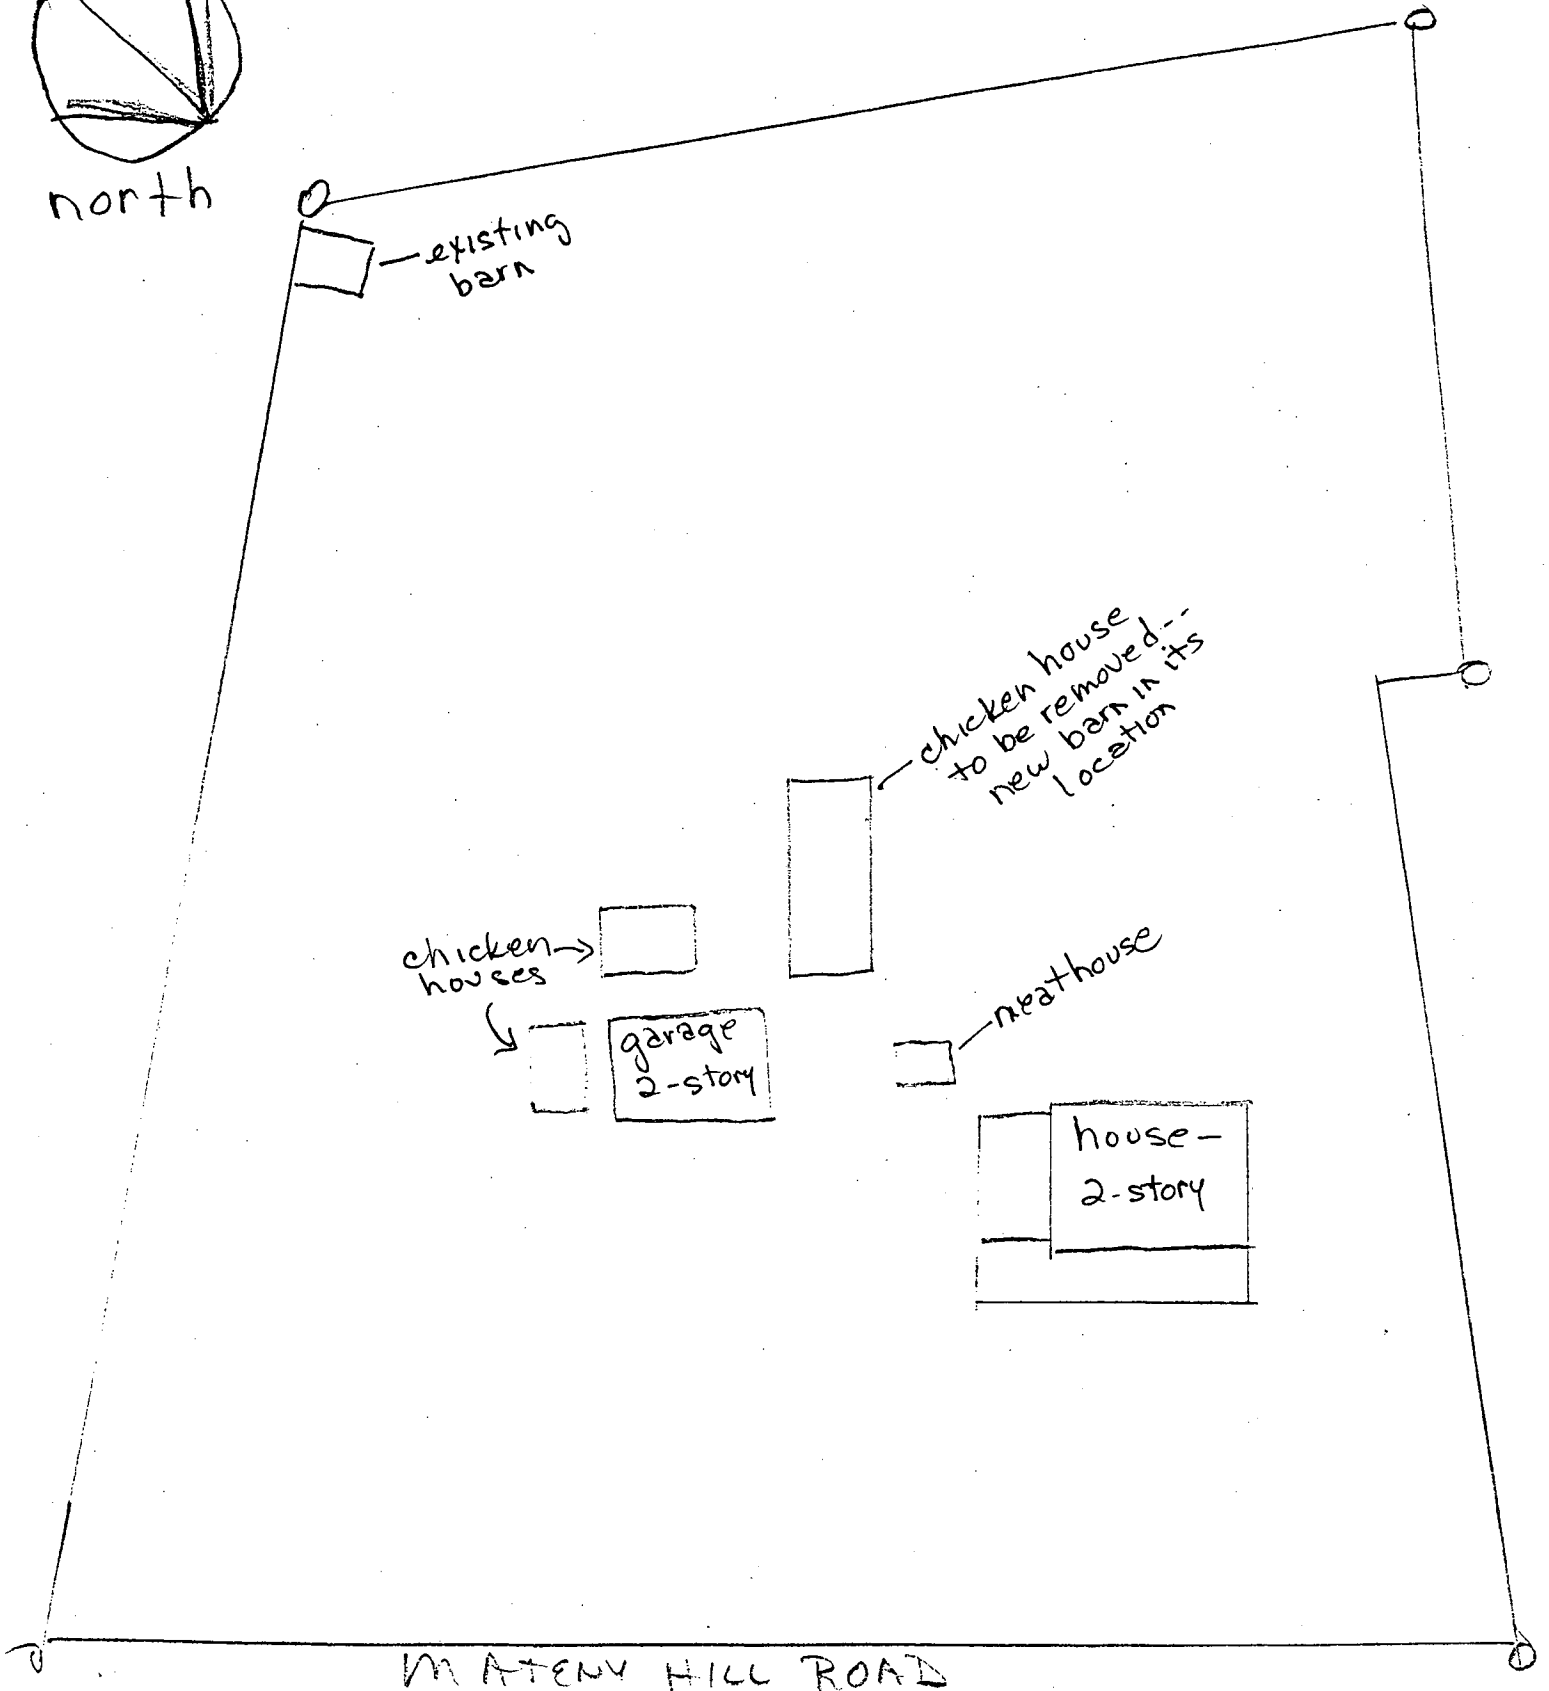 north
existing
barn
chicken house
to be removed--
new barn in its
location
chicken
houses
garage
2-story
meathouse
house-
2-story
MATENY HILL ROAD